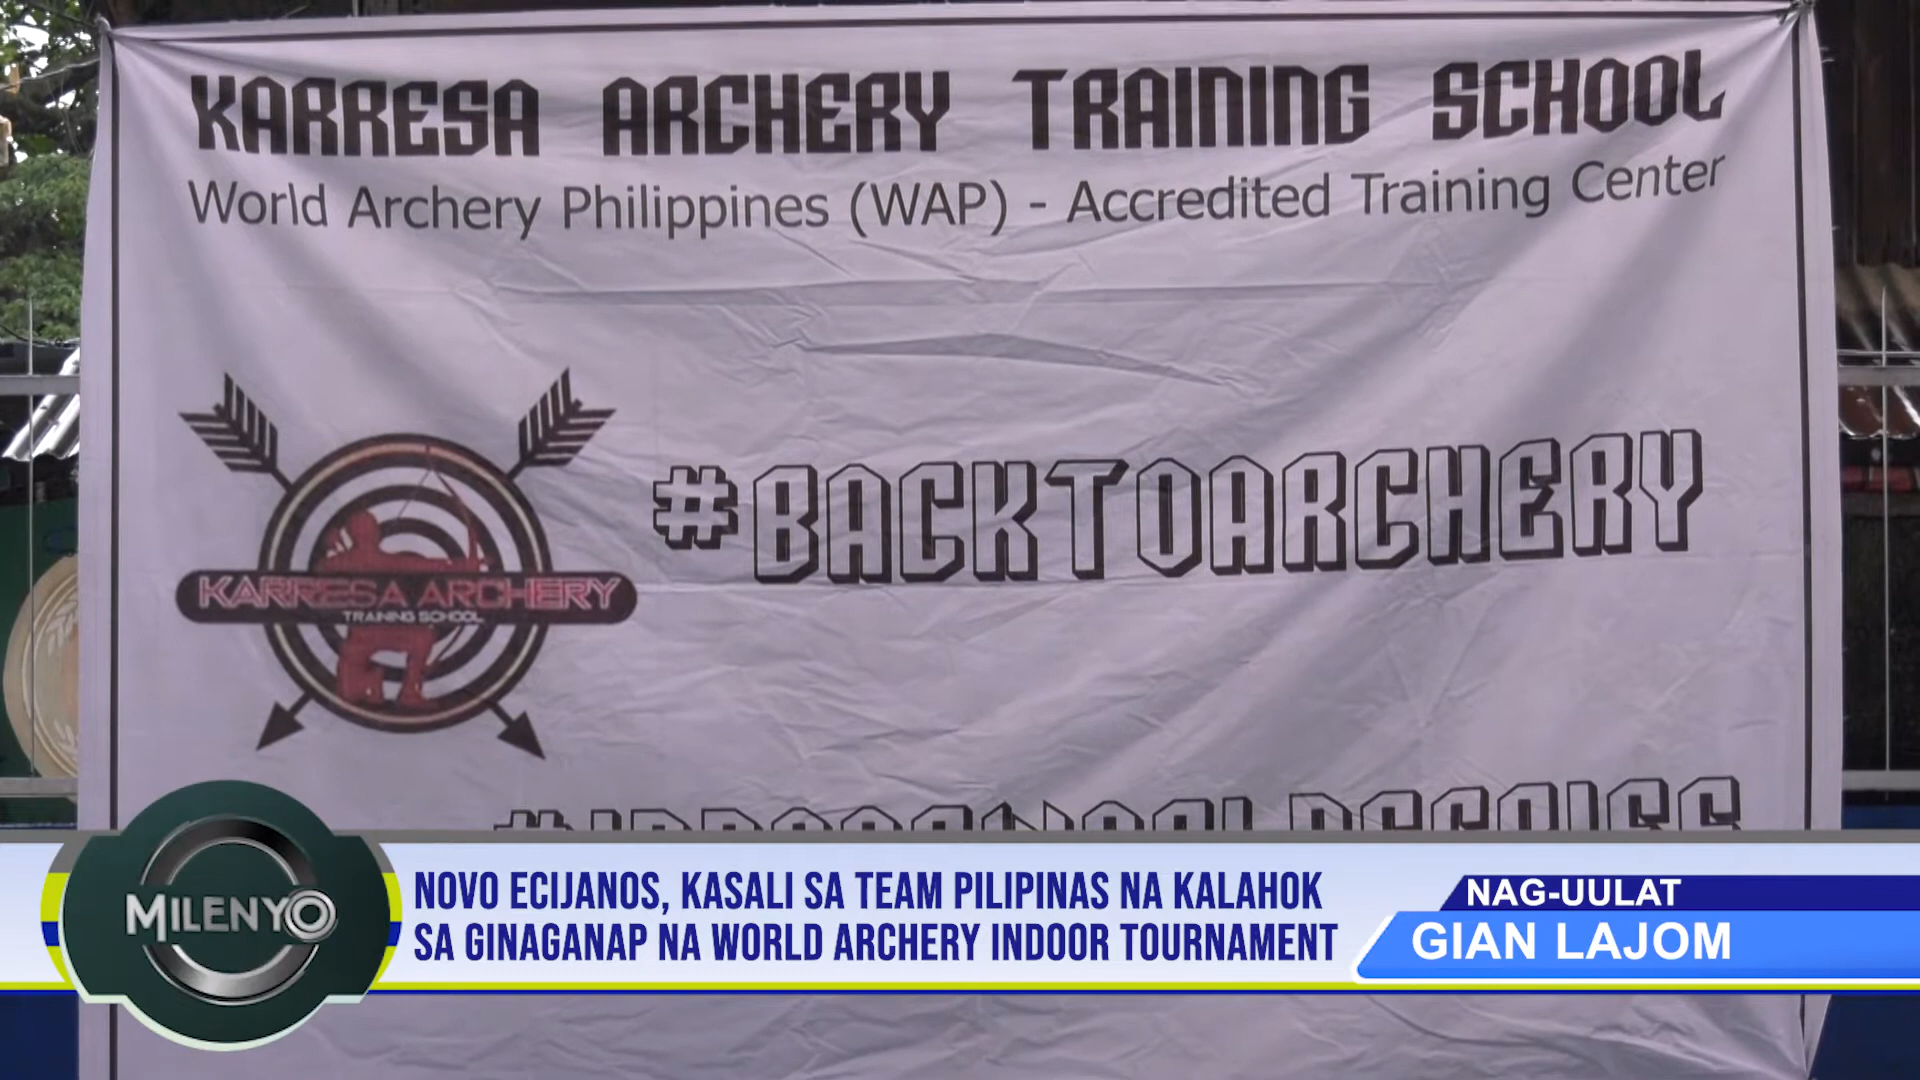 KARRESA ARCHERY TRAINING SCHOOL
World Archery Philippines (WAP) - Accredited Training Center
#BACKTOARCHERY
KARRESA ARCHERY
TRAINING SCHOOL
MILENYO
NOVO ECIJANOS, KASALI SA TEAM PILIPINAS NA KALAHOK
SA GINAGANAP NA WORLD ARCHERY INDOOR TOURNAMENT
NAG-UULAT
GIAN LAJOM